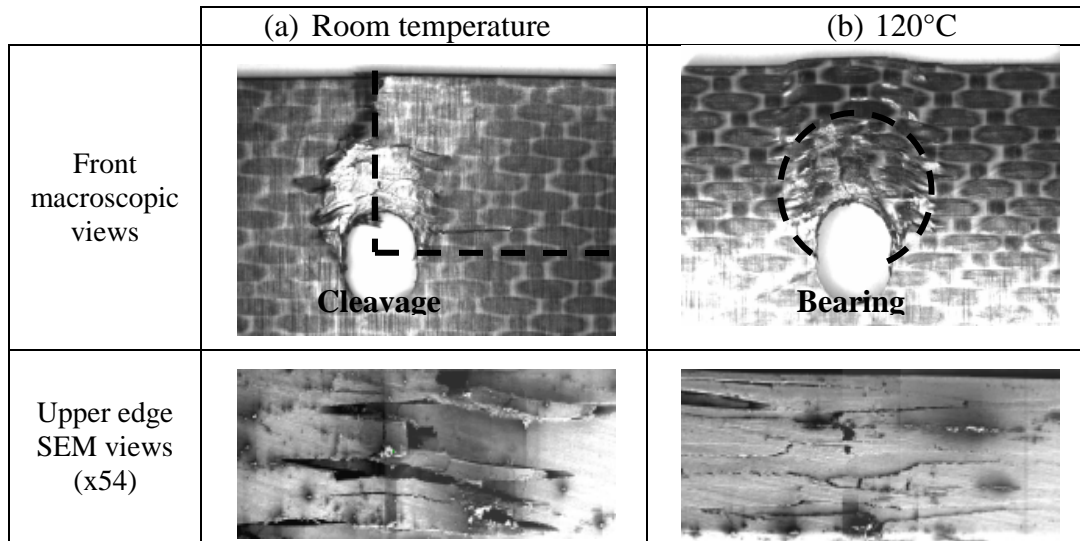 (a) Room temperature
(b) 120°C
Front
macroscopic
views
Cleavage
Bearing
Upper edge
SEM views
(x54)